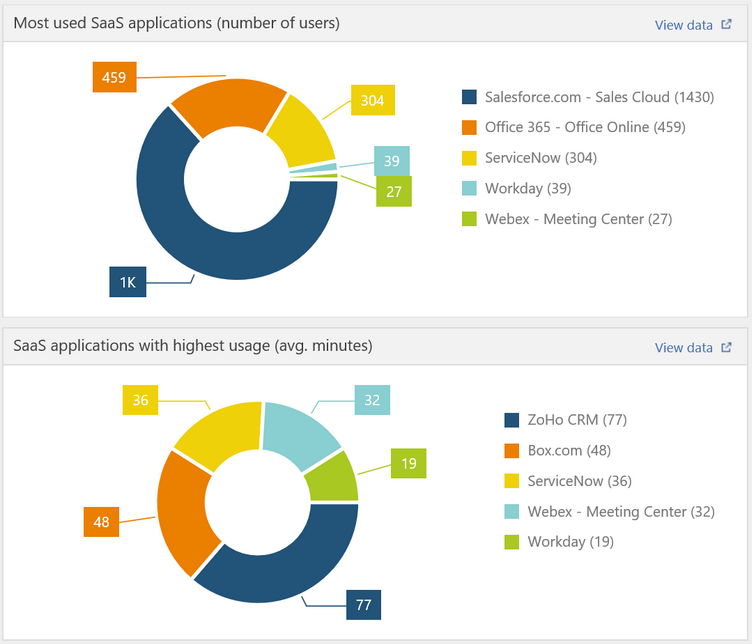 Most used SaaS applications (number of users)
View data
459
304
39
27
1K
Salesforce.com - Sales Cloud (1430)
Office 365 - Office Online (459)
ServiceNow (304)
Workday (39)
Webex - Meeting Center (27)
SaaS applications with highest usage (avg. minutes)
View data
36
32
19
48
77
ZoHo CRM (77)
Box.com (48)
ServiceNow (36)
Webex - Meeting Center (32)
Workday (19)